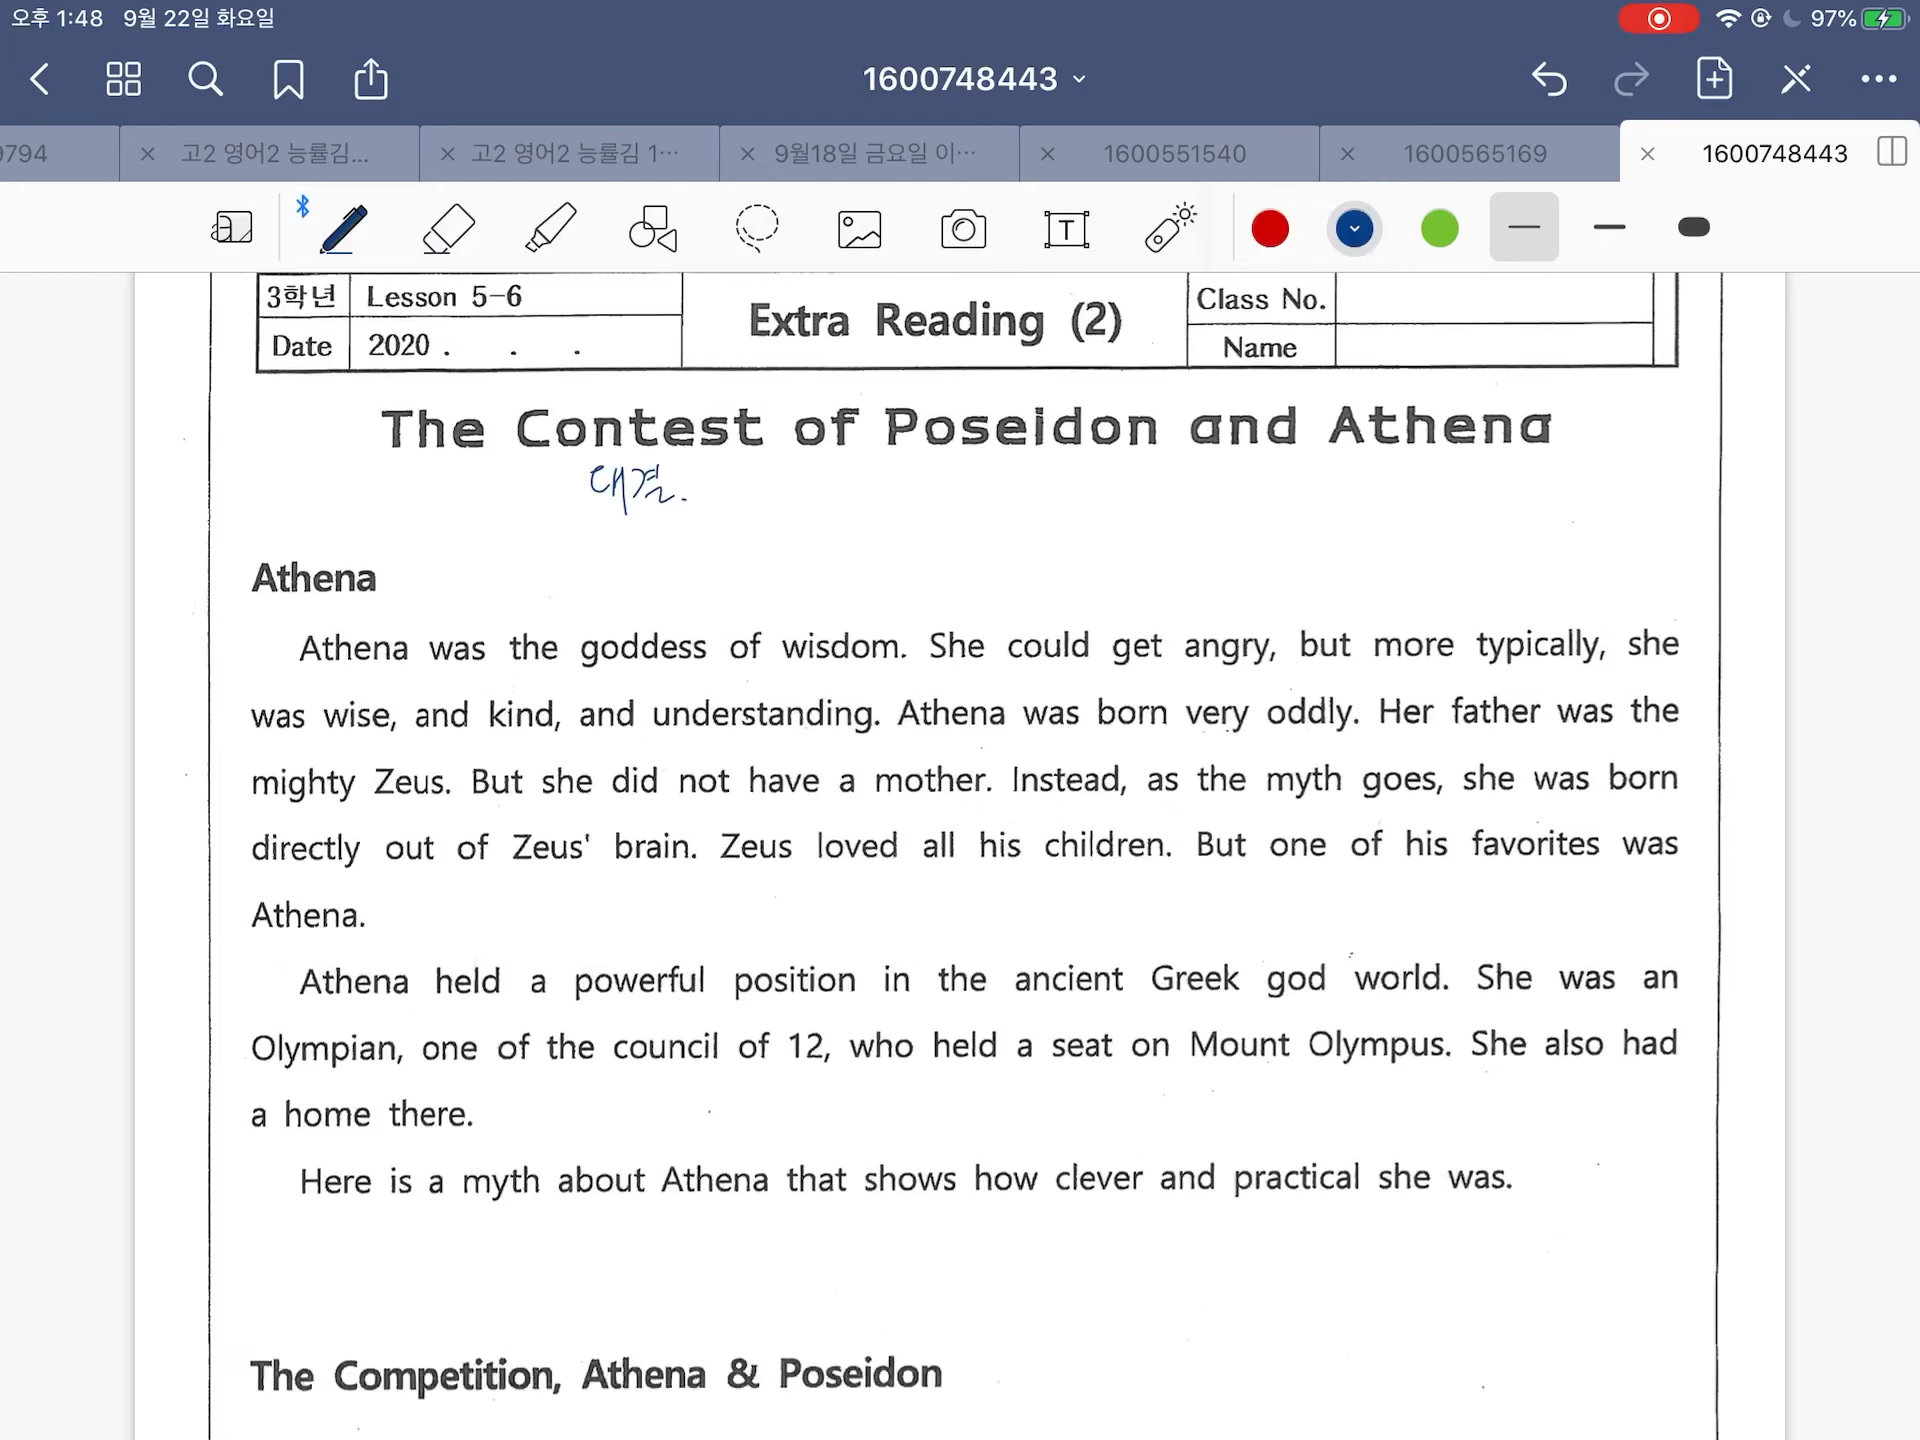 오후 1:48 9월 22일 화요일 97%
1600748443
9794 고2 영어2 능률김... 고2 영어2 능률김 1... 9월18일 금요일 이... 1600551540 1600565169 1600748443
3학년 Lesson 5-6 Extra Reading (2) Class No.
Date 2020 . . . Name
The Contest of Poseidon and Athena
대결.
Athena
Athena was the goddess of wisdom. She could get angry, but more typically, she
was wise, and kind, and understanding. Athena was born very oddly. Her father was the
mighty Zeus. But she did not have a mother. Instead, as the myth goes, she was born
directly out of Zeus' brain. Zeus loved all his children. But one of his favorites was
Athena.
Athena held a powerful position in the ancient Greek god world. She was an
Olympian, one of the council of 12, who held a seat on Mount Olympus. She also had
a home there.
Here is a myth about Athena that shows how clever and practical she was.
The Competition, Athena & Poseidon